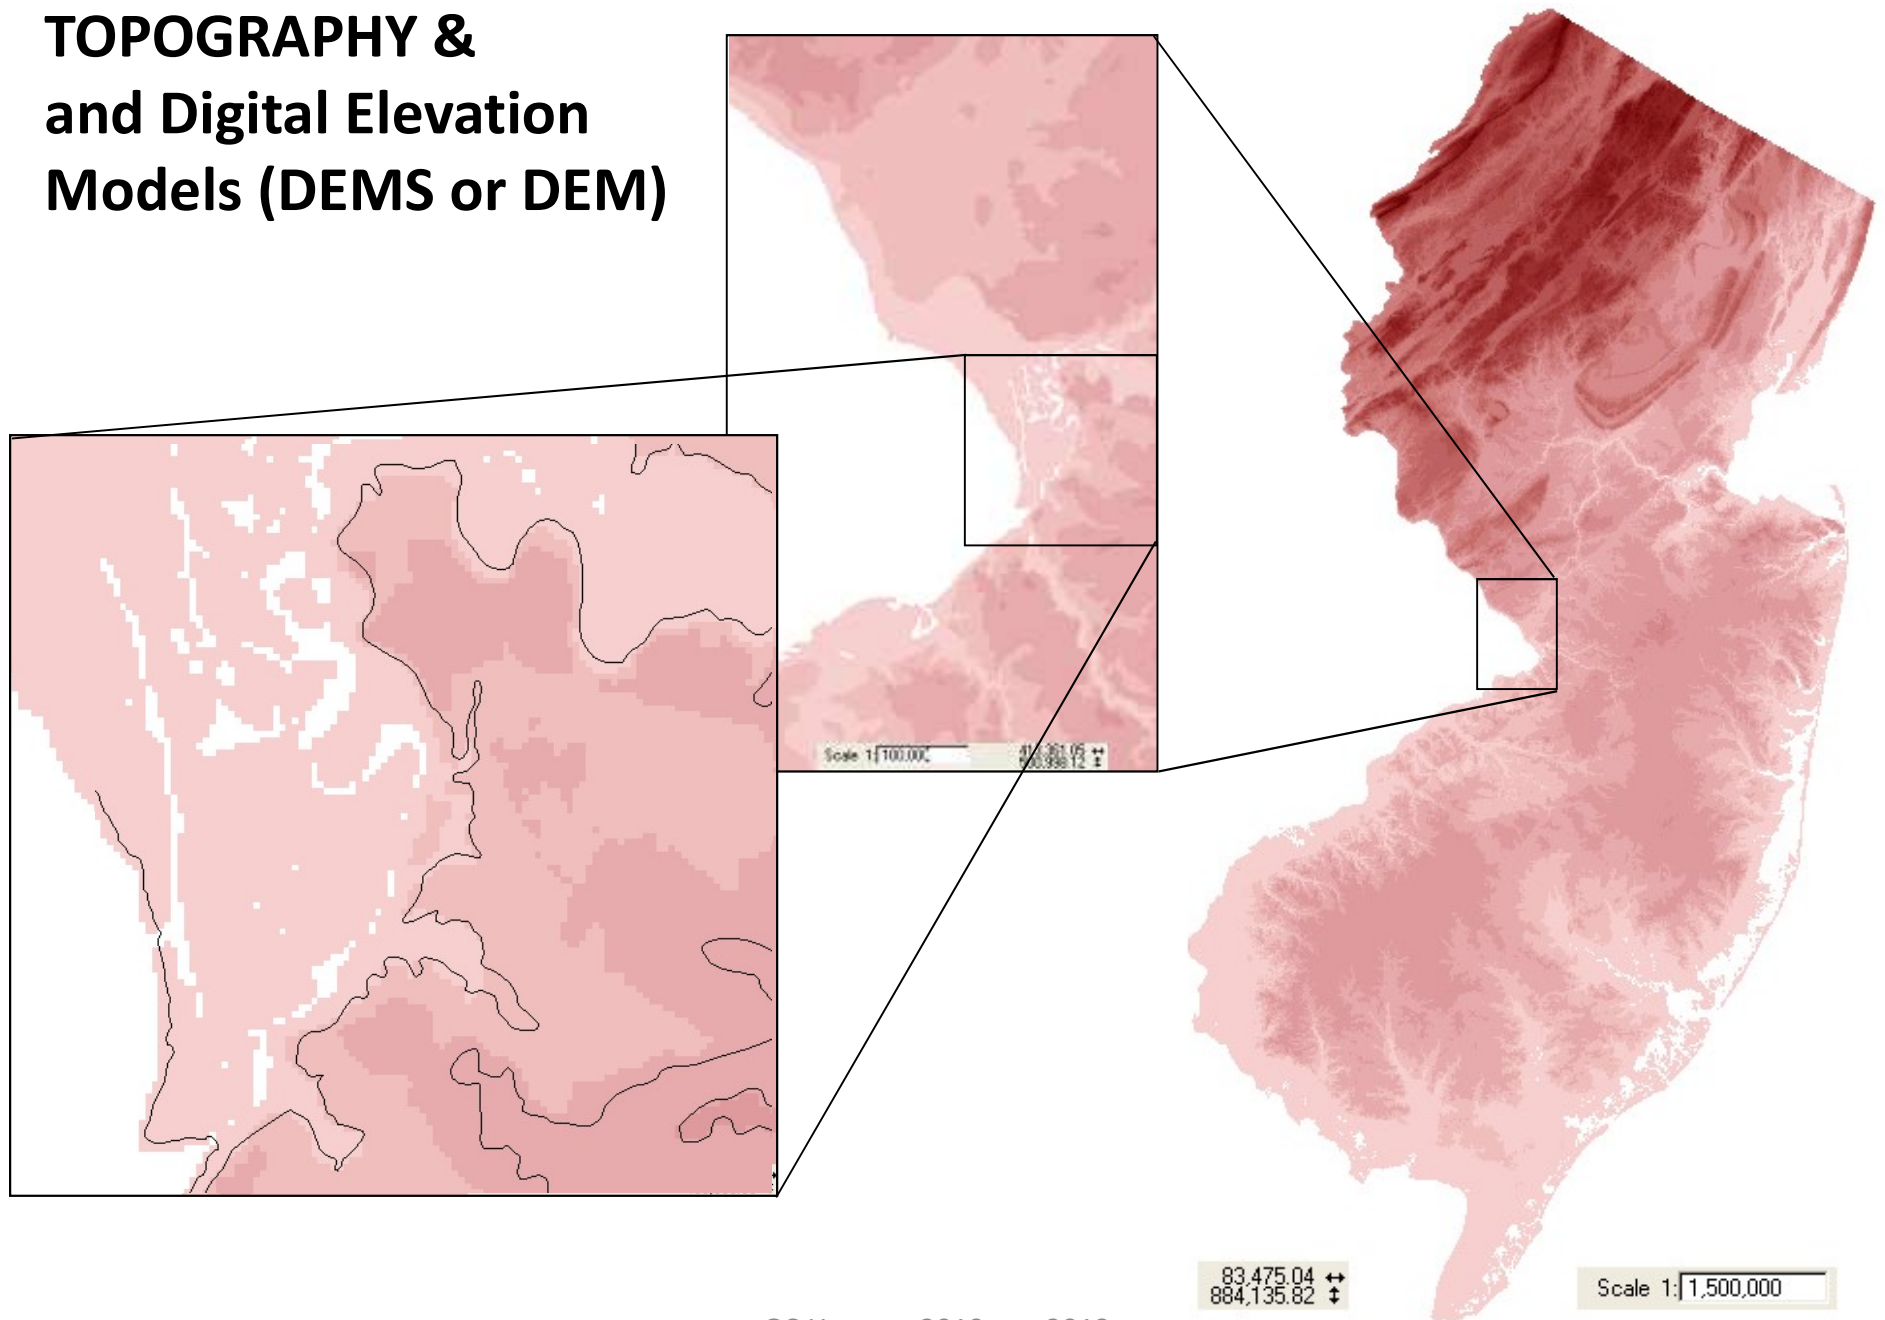 TOPOGRAPHY &
and Digital Elevation
Models (DEMS or DEM)
Scale 1:
83,475.04
884,135.82
Scale 1: 1,500,000